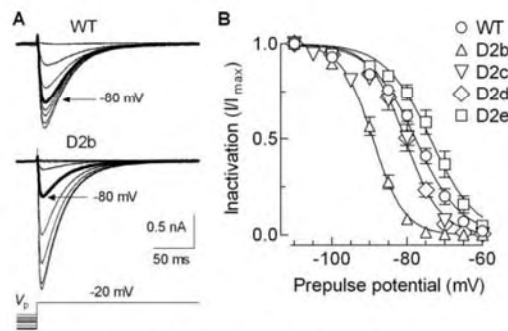 A
WT
-80 mV
D2b
-80 mV
0.5 nA
50 ms
-20 mV
Vp
B
WT
D2b
D2c
D2d
D2e
Inactivation (I/Imax)
1.0
0.5
0.0
-100
-80
-60
Prepulse potential (mV)